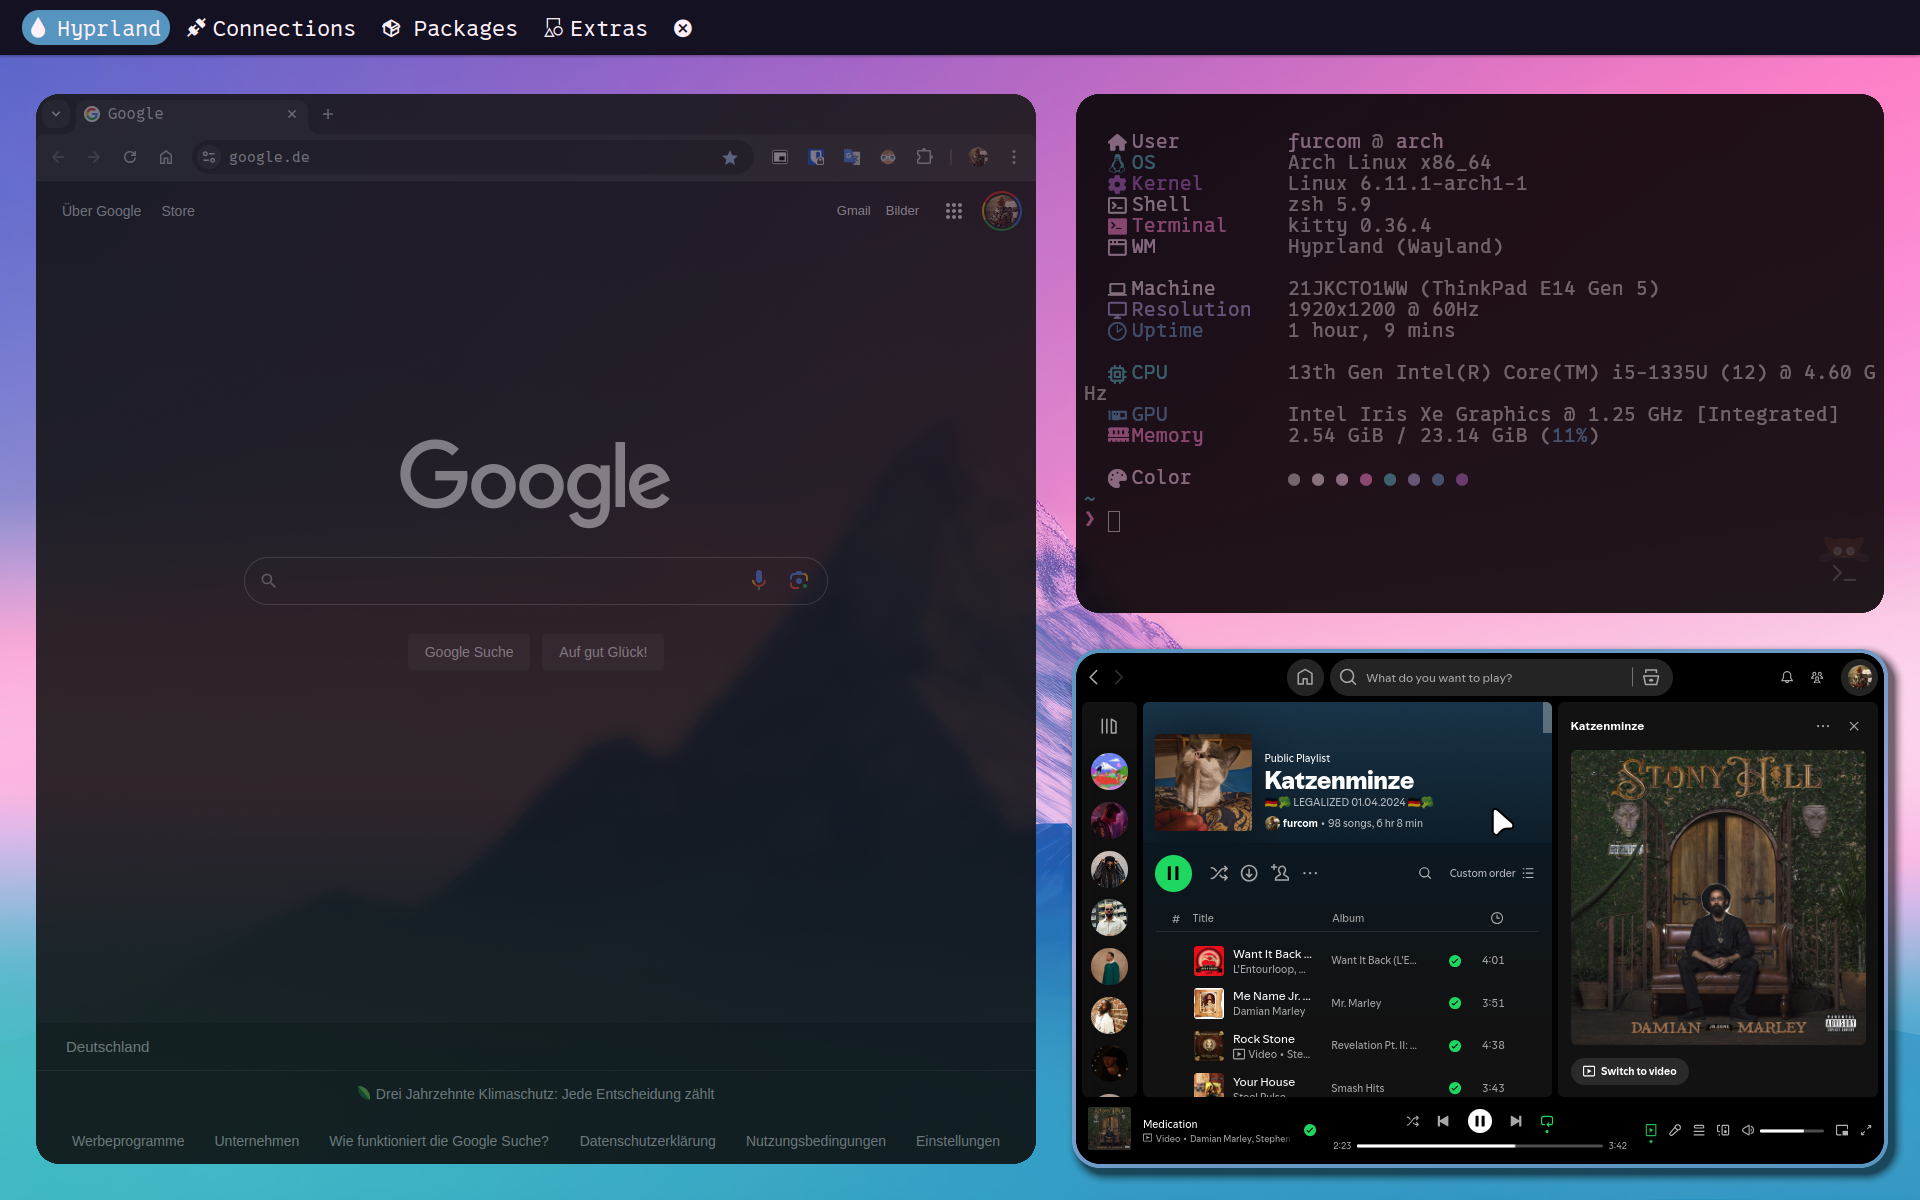 Hyprland Connections Packages Extras
Google
google.de
Über Google Store Gmail Bilder
Google
Google Suche Auf gut Glück!
Deutschland
Drei Jahrzehnte Klimaschutz: Jede Entscheidung zählt
Werbeprogramme Unternehmen Wie funktioniert die Google Suche? Datenschutzerklärung Nutzungsbedingungen Einstellungen
User furcom @ arch
OS Arch Linux x86_64
Kernel Linux 6.11.1-arch1-1
Shell zsh 5.9
Terminal kitty 0.36.4
WM Hyprland (Wayland)
Machine 21JKCTO1WW (ThinkPad E14 Gen 5)
Resolution 1920x1200 @ 60Hz
Uptime 1 hour, 9 mins
CPU 13th Gen Intel(R) Core(TM) i5-1335U (12) @ 4.60 G
Hz
GPU Intel Iris Xe Graphics @ 1.25 GHz [Integrated]
Memory 2.54 GiB / 23.14 GiB (11%)
Color
~
❯
What do you want to play?
Public Playlist
Katzenminze
LEGALIZED 01.04.2024
furcom • 98 songs, 6 hr 8 min
Custom order
# Title Album
Want It Back ... Want It Back (L'E... 4:01
L'Entourloop, ...
Me Name Jr. ... Mr. Marley 3:51
Damian Marley
Rock Stone Revelation Pt. II: ... 4:38
Video • Ste...
Your House Smash Hits 3:43
Steel Pulse
Katzenminze
STONY HILL
DAMIAN MARLEY
PARENTAL
ADVISORY
EXPLICIT CONTENT
Switch to video
Medication
Video • Damian Marley, Stephen
2:23 3:42